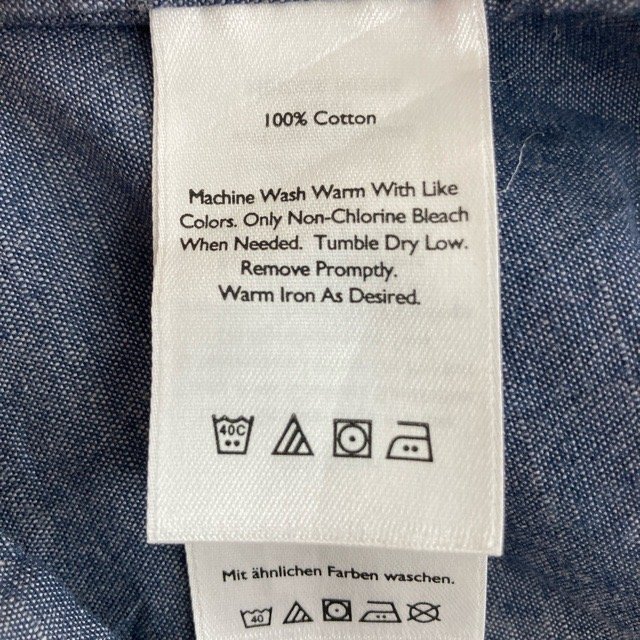 100% Cotton
Machine Wash Warm With Like
Colors. Only Non-Chlorine Bleach
When Needed. Tumble Dry Low.
Remove Promptly.
Warm Iron As Desired.
40C
Mit ähnlichen Farben waschen.
40